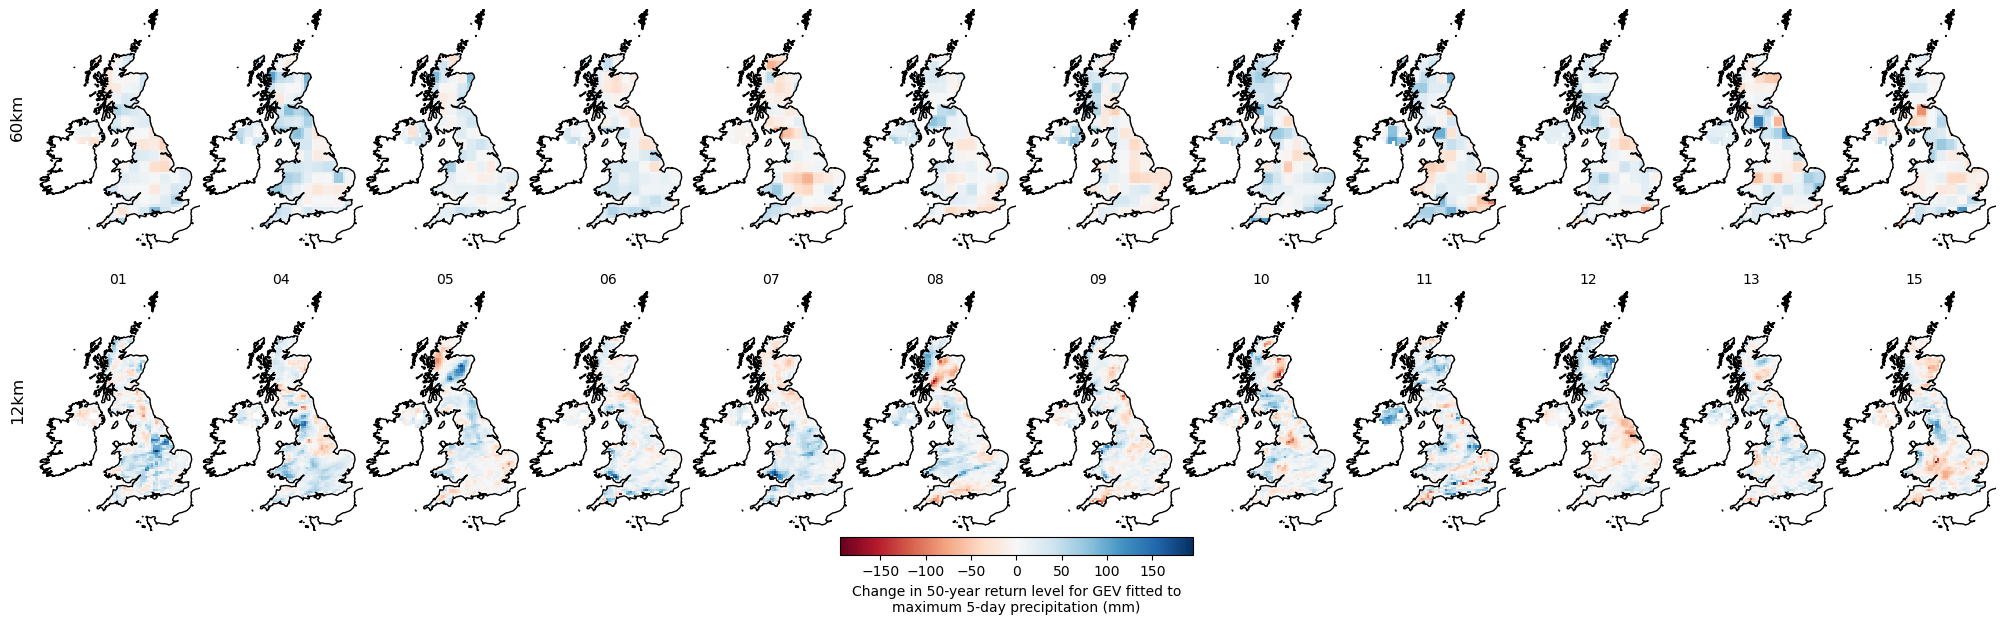 60km
01 04 05 06 07 08 09 10 11 12 13 15
12km
−150 −100 −50 0 50 100 150
Change in 50-year return level for GEV fitted to
maximum 5-day precipitation (mm)